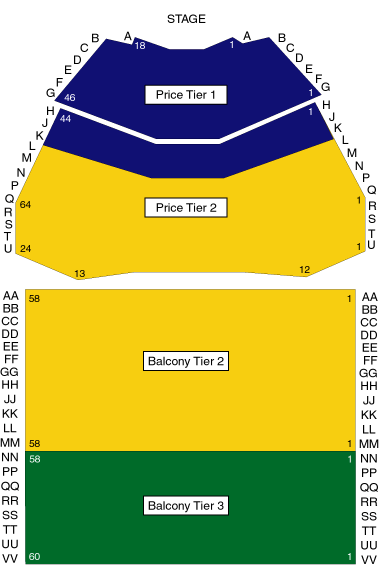 STAGE
B A 18 1 A B
C C
D D
E E
F F
G 46 Price Tier 1 1 G
H 44 1 H
J J
K K
L L
M M
N N
P P
Q Q
R 64 Price Tier 2 1 R
S S
T T
U 24 1 U
13 12
AA 58 1 AA
BB BB
CC CC
DD DD
EE EE
FF Balcony Tier 2 FF
GG GG
HH HH
JJ JJ
KK KK
LL LL
MM 58 1 MM
NN 58 1 NN
PP PP
QQ QQ
RR Balcony Tier 3 RR
SS SS
TT TT
UU UU
VV 60 1 VV